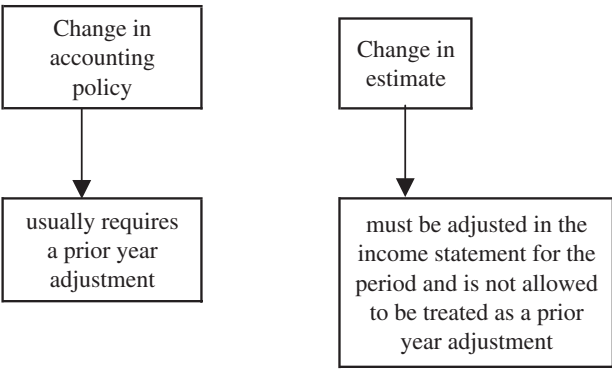 Change in
accounting
policy
Change in
estimate
usually requires
a prior year
adjustment
must be adjusted in the
income statement for the
period and is not allowed
to be treated as a prior
year adjustment